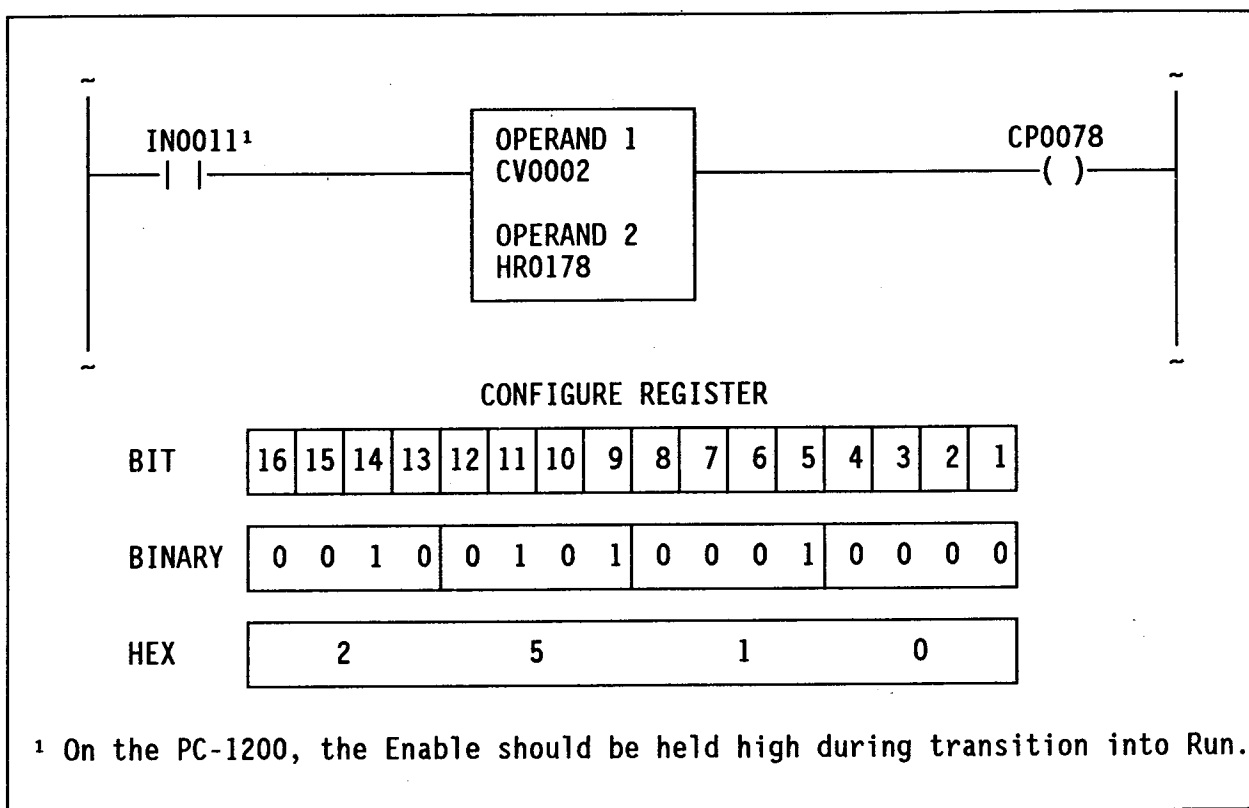 IN0011¹
OPERAND 1
CV0002
CP0078
( )
OPERAND 2
HR0178
CONFIGURE REGISTER
BIT 16 15 14 13 12 11 10 9 8 7 6 5 4 3 2 1
BINARY 0 0 1 0 0 1 0 1 0 0 0 1 0 0 0 0
HEX 2 5 1 0
¹ On the PC-1200, the Enable should be held high during transition into Run.